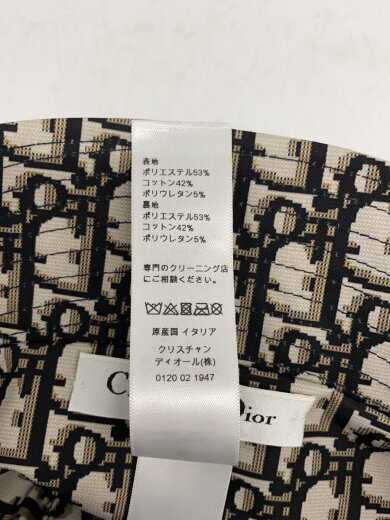 表地
ポリエステル53%
コットン42%
ポリウレタン5%
裏地
ポリエステル53%
コットン42%
ポリウレタン5%
専門のクリーニング店
にご相談ください。
原産国 イタリア
クリスチャン
ディオール(株)
0120 02 1947
Dior